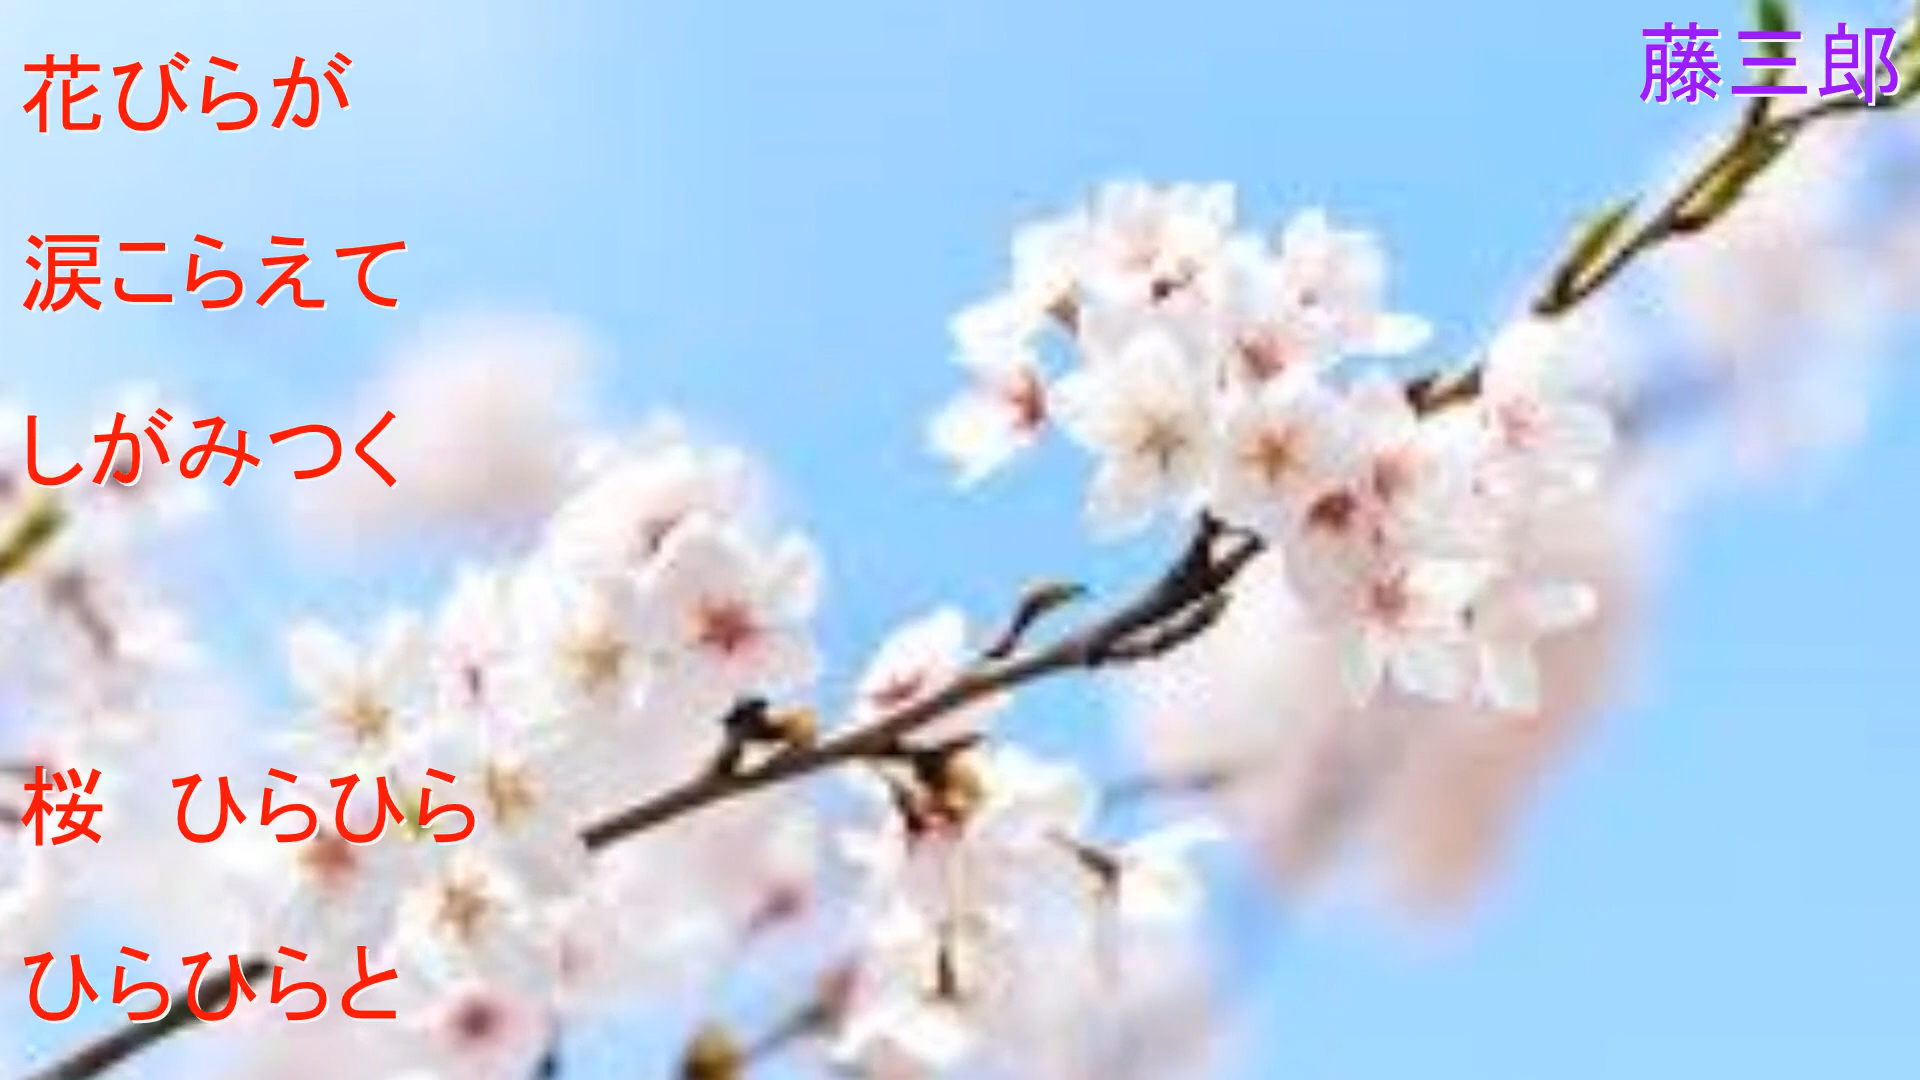 花びらが
涙こらえて
しがみつく
桜　ひらひら
ひらひらと
藤三郎